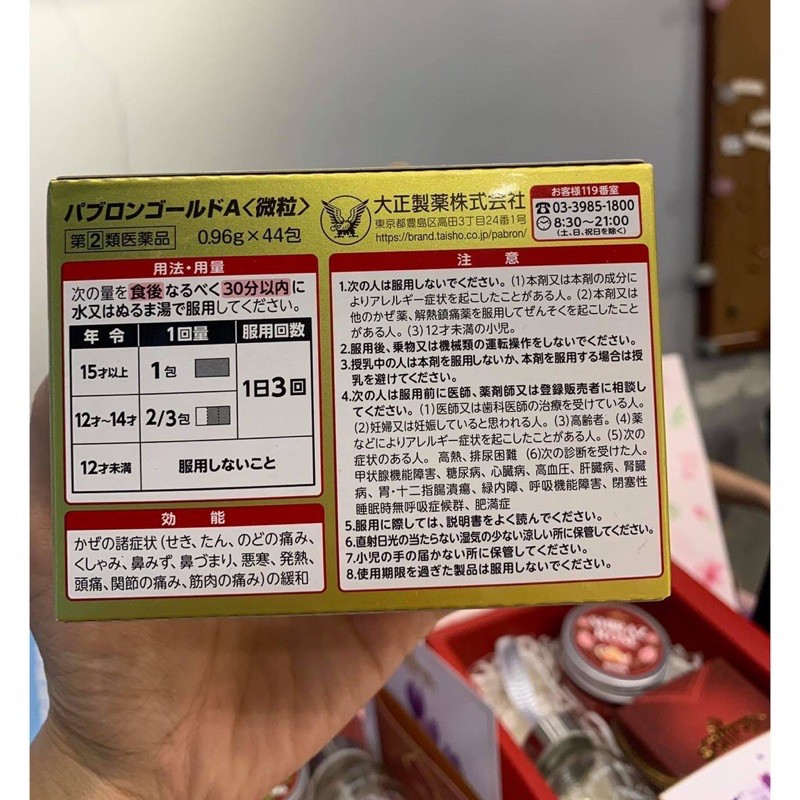 パブロンゴールドA〈微粒〉
指定第2類医薬品
0.96g×44包
大正製薬株式会社
東京都豊島区高田3丁目24番1号
https://brand.taisho.co.jp/pabron/
お客様119番室
03-3985-1800
8:30~21:00
(土、日、祝日を除く)
用法・用量
次の量を食後なるべく30分以内に
水又はぬるま湯で服用してください。
年令 1回量 服用回数
15才以上 1包
1日3回
12才~14才 2/3包
12才未満 服用しないこと
効能
かぜの諸症状(せき、たん、のどの痛み、
くしゃみ、鼻みず、鼻づまり、悪寒、発熱、
頭痛、関節の痛み、筋肉の痛み)の緩和
注意
1.次の人は服用しないでください。(1)本剤又は本剤の成分に
よりアレルギー症状を起こしたことがある人。(2)本剤又は
他のかぜ薬、解熱鎮痛薬を服用してぜんそくを起こしたこと
がある人。(3)12才未満の小児。
2.服用後、乗物又は機械類の運転操作をしないでください。
3.授乳中の人は本剤を服用しないか、本剤を服用する場合は授
乳を避けてください。
4.次の人は服用前に医師、薬剤師又は登録販売者に相談し
てください。(1)医師又は歯科医師の治療を受けている人。
(2)妊婦又は妊娠していると思われる人。(3)高齢者。(4)薬
などによりアレルギー症状を起こしたことがある人。(5)次の
症状のある人。 高熱、排尿困難 (6)次の診断を受けた人。
甲状腺機能障害、糖尿病、心臓病、高血圧、肝臓病、腎臓
病、胃・十二指腸潰瘍、緑内障、呼吸機能障害、閉塞性
睡眠時無呼吸症候群、肥満症
5.服用に際しては、説明書をよく読んでください。
6.直射日光の当たらない湿気の少ない涼しい所に保管してください。
7.小児の手の届かない所に保管してください。
8.使用期限を過ぎた製品は服用しないでください。